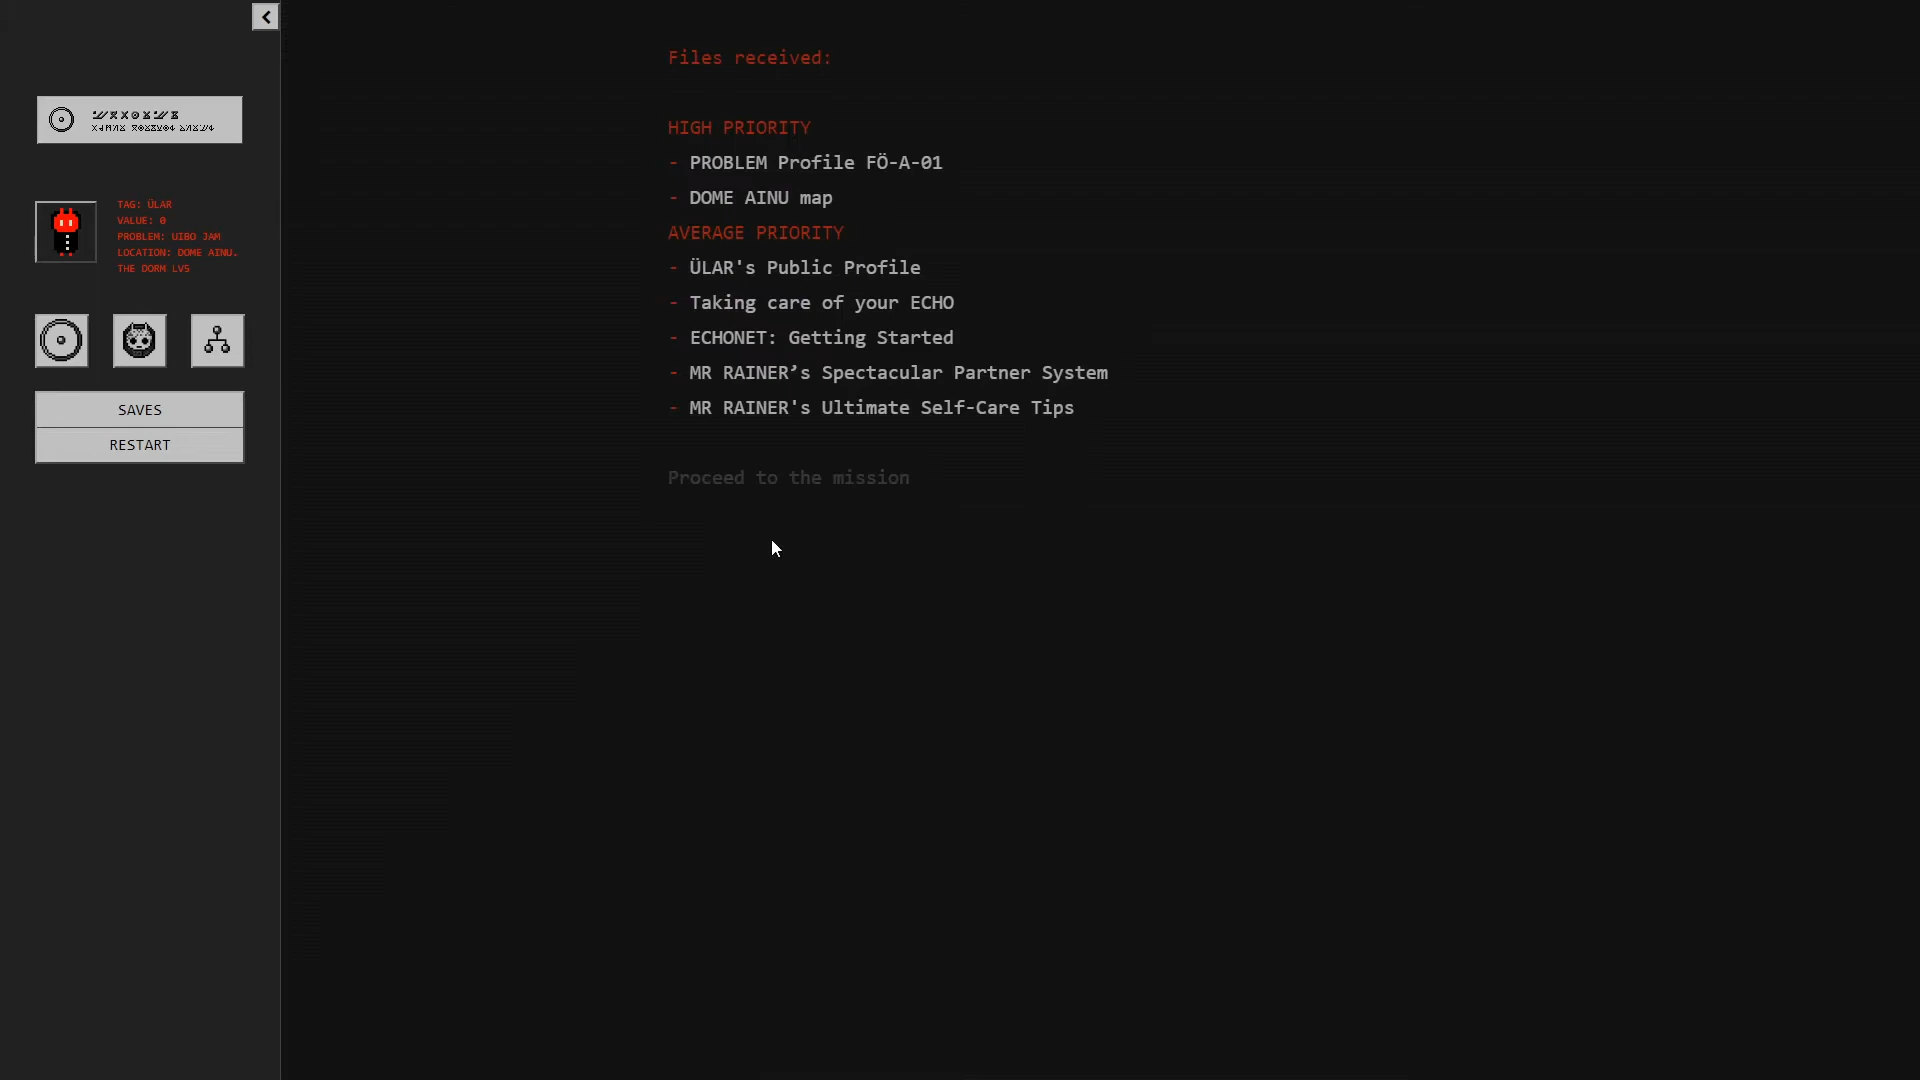 Files received:
HIGH PRIORITY
- PROBLEM Profile FÖ-A-01
- DOME AINU map
AVERAGE PRIORITY
- ÜLAR's Public Profile
- Taking care of your ECHO
- ECHONET: Getting Started
- MR RAINER’s Spectacular Partner System
- MR RAINER's Ultimate Self-Care Tips
Proceed to the mission
TAG: ÜLAR
VALUE: 0
PROBLEM: UIBO JAM
LOCATION: DOME AINU.
THE DORM LV5
SAVES
RESTART